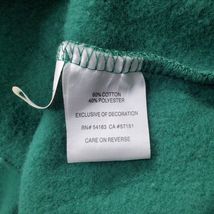 60% COTTON
40% POLYESTER
EXCLUSIVE OF DECORATION
RN# 54163 CA #57151
CARE ON REVERSE